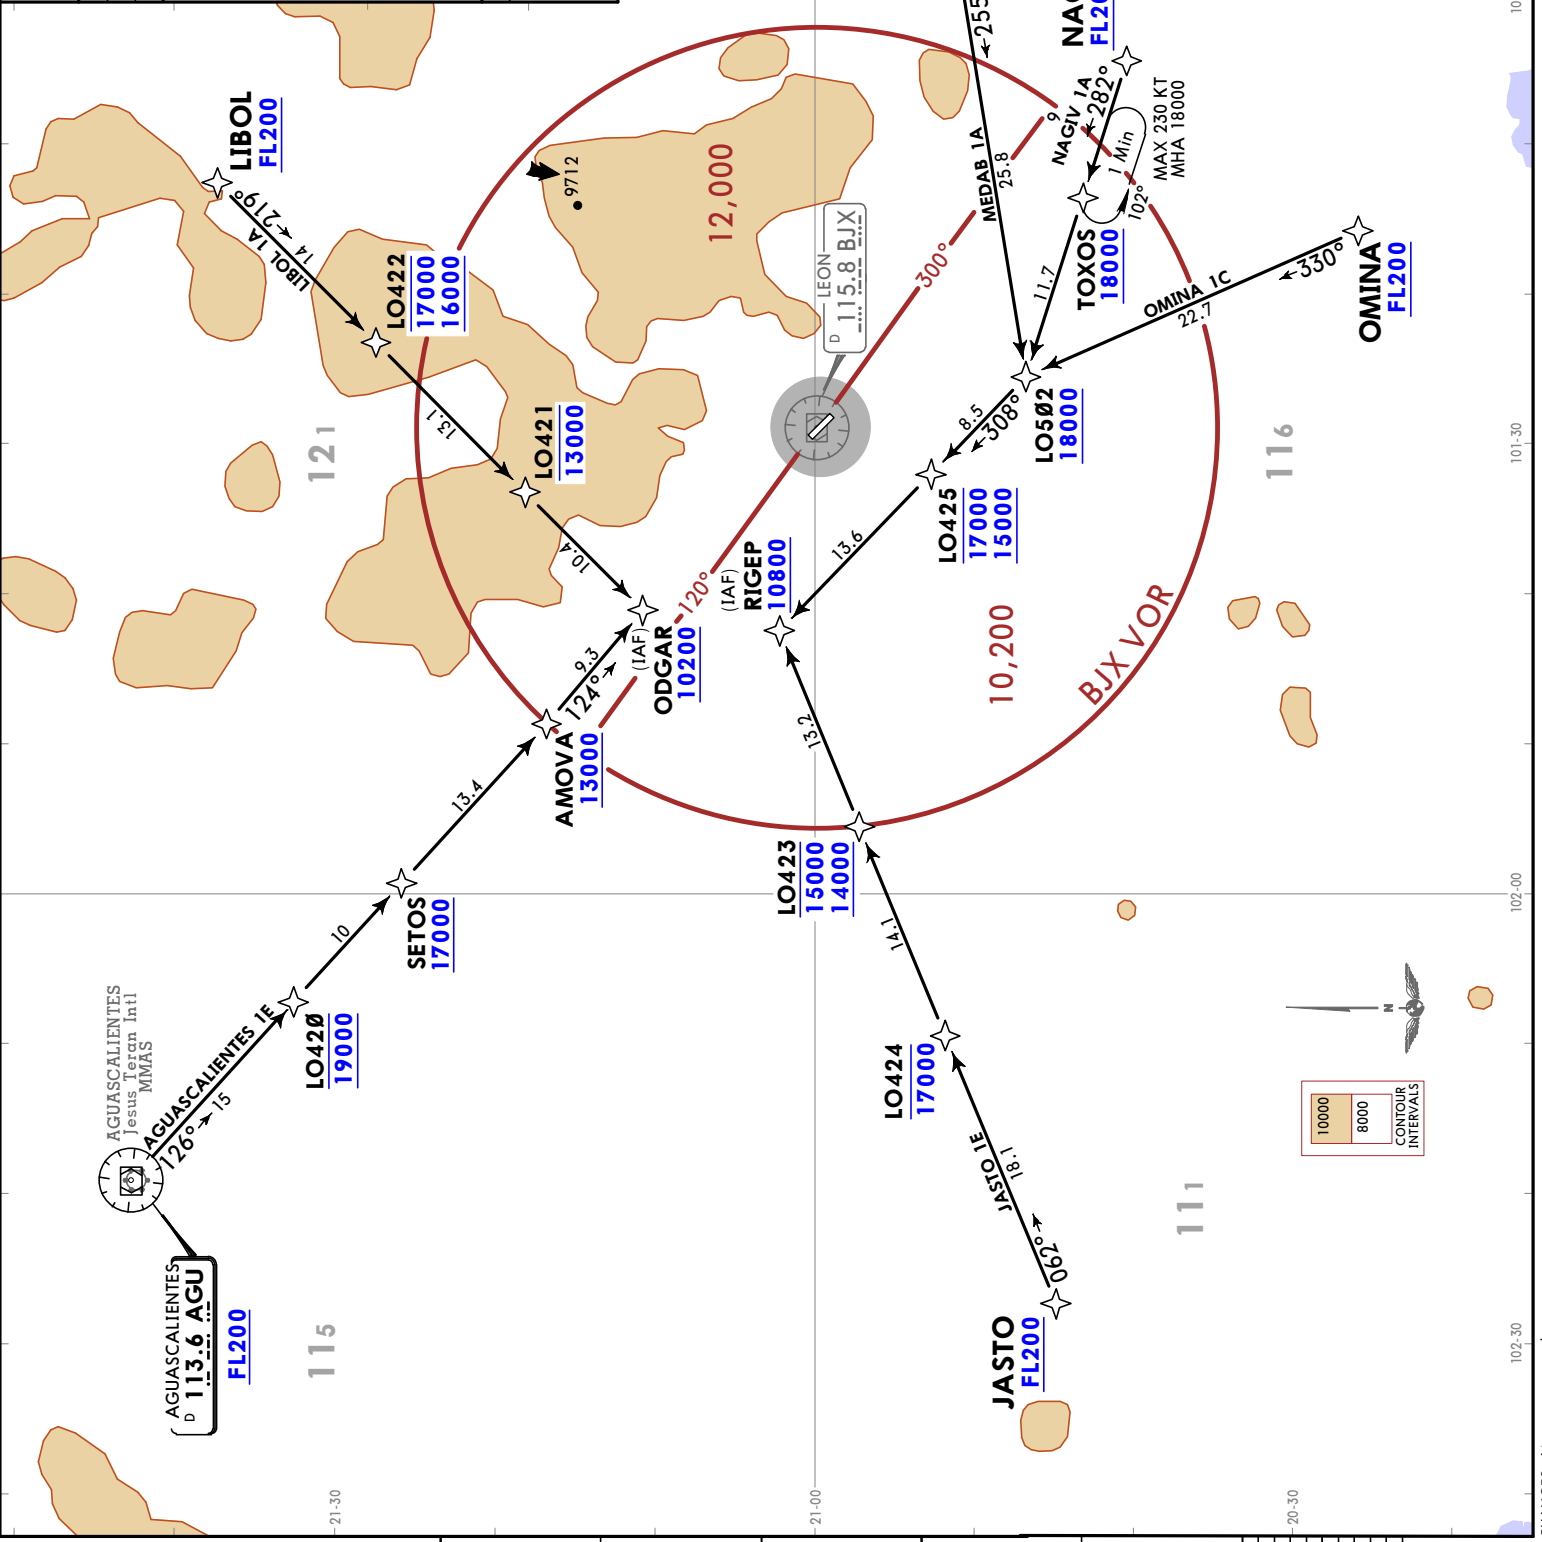 AGUASCALIENTES
D 113.6 AGU
FL200
AGUASCALIENTES
Jesus Teran Intl
MMAS
AGUASCALIENTES 1E
126°
15
LO42Ø
19000
10
SETOS
17000
13.4
AMOVA
13000
9.3
124°
(IAF)
ODGAR
10200
LIBOL
FL200
219°
LIBOL 1A
14
LO422
17000
16000
13.1
LO421
13000
10.4
9712
12,000
LEON
D 115.8 BJX
300°
120°
(IAF)
RIGEP
10800
13.2
LO423
15000
14000
14.1
LO424
17000
JASTO 1E
18.1
062°
JASTO
FL200
13.6
LO425
17000
15000
8.5
308°
LO5Ø2
18000
255
MEDAB 1A
25.8
NAGIV 1A
9
282°
1 Min
102°
MAX 230 KT
MHA 18000
TOXOS
18000
11.7
OMINA 1C
22.7
330°
OMINA
FL200
10,200
BJX VOR
121
116
115
111
N
10000
8000
CONTOUR
INTERVALS
21-30
21-00
20-30
101-30
102-00
102-30